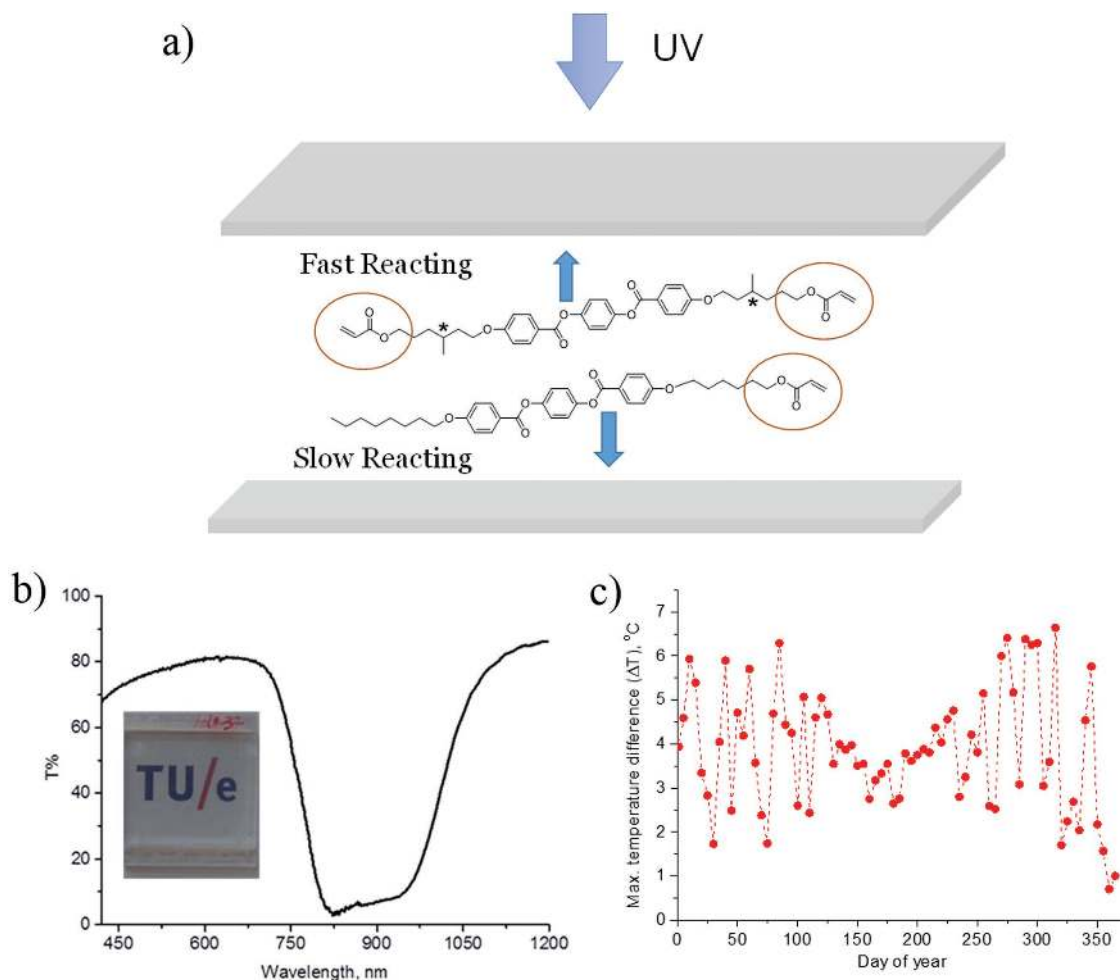 a)
UV
Fast Reacting
O
O
O
O
O
O
O
O
O
O
*
*
O
O
O
O
O
O
O
O
Slow Reacting
b)
100
80
60
40
20
0
T%
TU/e
450 600 750 900 1050 1200
Wavelength, nm
c)
7
6
5
4
3
2
1
0
Max. temperature difference (ΔT), °C
0 50 100 150 200 250 300 350
Day of year